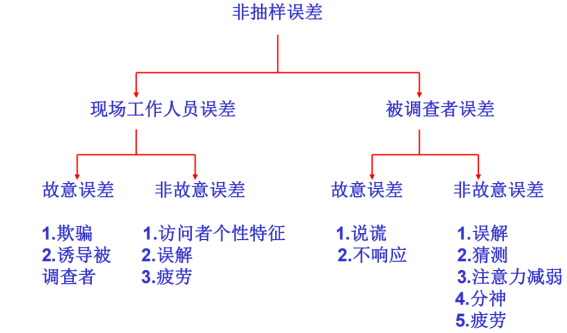 非抽样误差
现场工作人员误差
被调查者误差
故意误差
非故意误差
故意误差
非故意误差
1.欺骗
2.诱导被
调查者
1.访问者个性特征
2.误解
3.疲劳
1.说谎
2.不响应
1.误解
2.猜测
3.注意力减弱
4.分神
5.疲劳